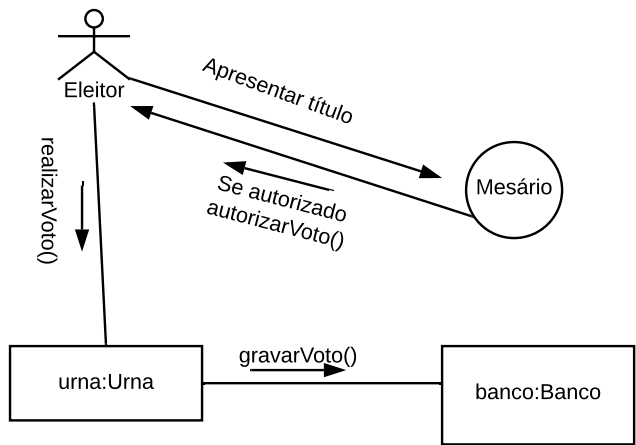 Apresentar título
Eleitor
realizarVoto()
Mesário
Se autorizado
autorizarVoto()
gravarVoto()
urna:Urna
banco:Banco